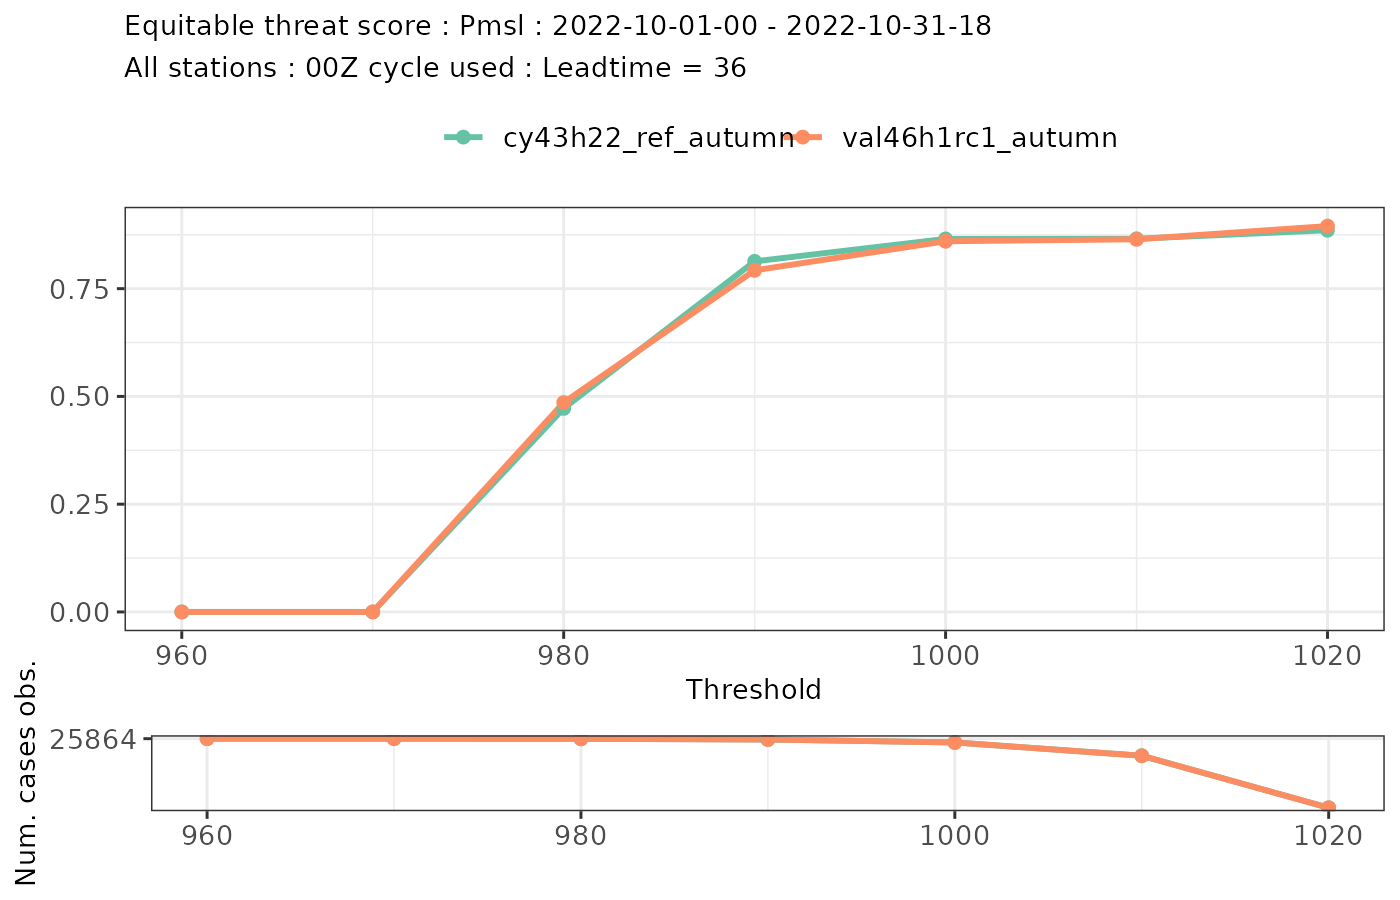 Equitable threat score : Pmsl : 2022-10-01-00 - 2022-10-31-18
All stations : 00Z cycle used : Leadtime = 36
cy43h22_ref_autumn val46h1rc1_autumn
0.75
0.50
0.25
0.00
960 980 1000 1020
Threshold
Num. cases obs.
25864
960 980 1000 1020